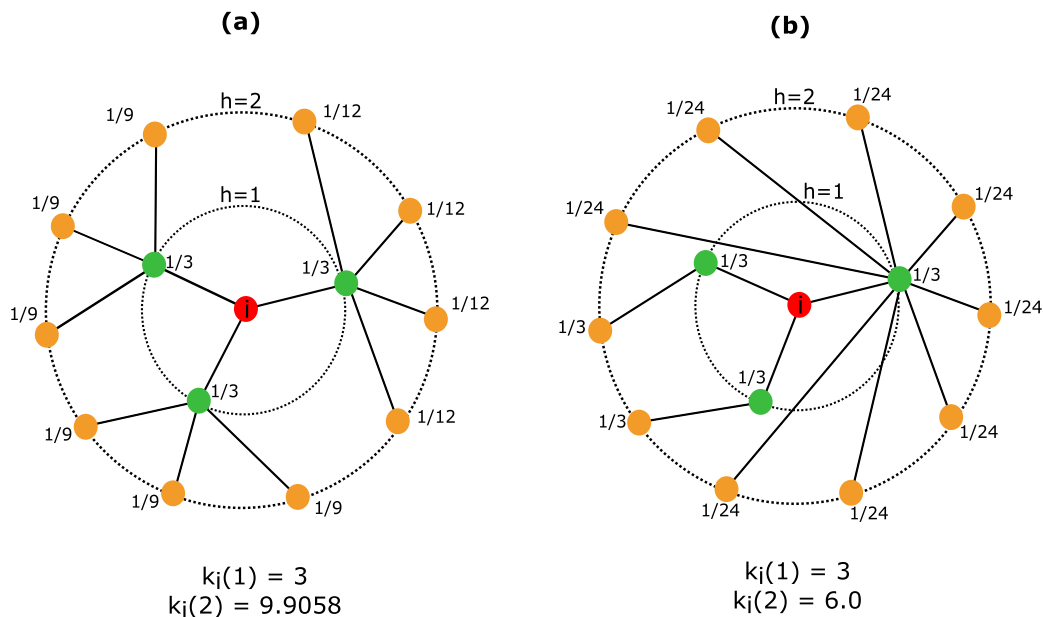 (a)
h=2
1/9
1/12
h=1
1/9
1/12
1/3
1/3
i
1/9
1/12
1/3
1/9
1/12
1/9
1/9
ki(1) = 3
ki(2) = 9.9058
(b)
1/24
h=2
1/24
h=1
1/24
1/24
1/3
1/3
i
1/3
1/24
1/3
1/3
1/24
1/24
1/24
ki(1) = 3
ki(2) = 6.0